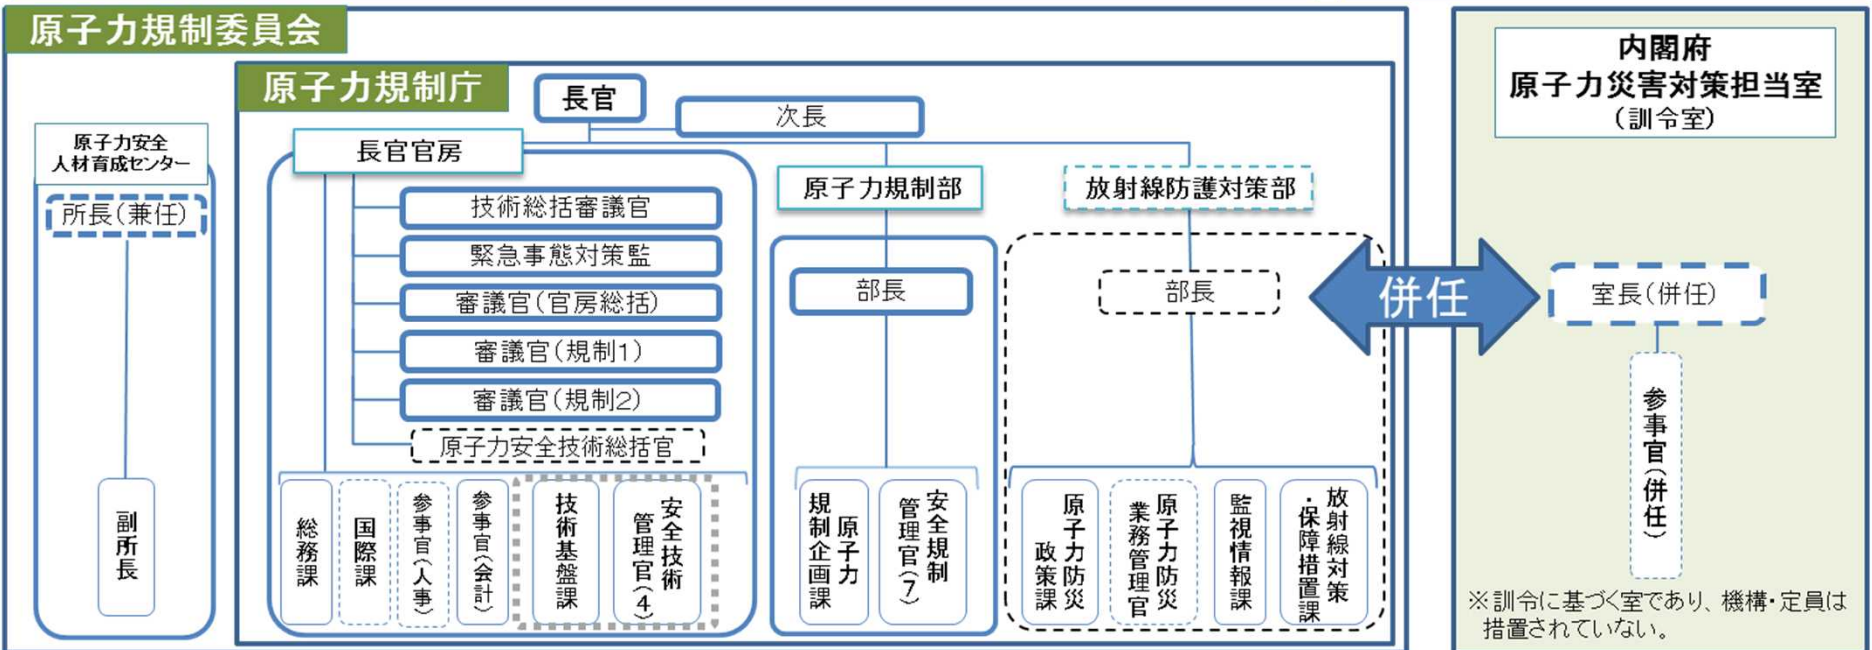 原子力規制委員会
原子力安全
人材育成センター
所長(兼任)
副所長
原子力規制庁
長官
次長
長官官房
技術総括審議官
緊急事態対策監
審議官(官房総括)
審議官(規制1)
審議官(規制2)
原子力安全技術総括官
総務課
国際課
参事官(人事)
参事官(会計)
技術基盤課
安全技術
管理官(4)
原子力規制部
部長
原子力
規制企画課
安全規制
管理官(7)
放射線防護対策部
部長
原子力防災
政策課
原子力防災
業務管理官
監視情報課
放射線対策
・保障措置課
併任
内閣府
原子力災害対策担当室
(訓令室)
室長(併任)
参事官(併任)
※訓令に基づく室であり、機構・定員は
措置されていない。